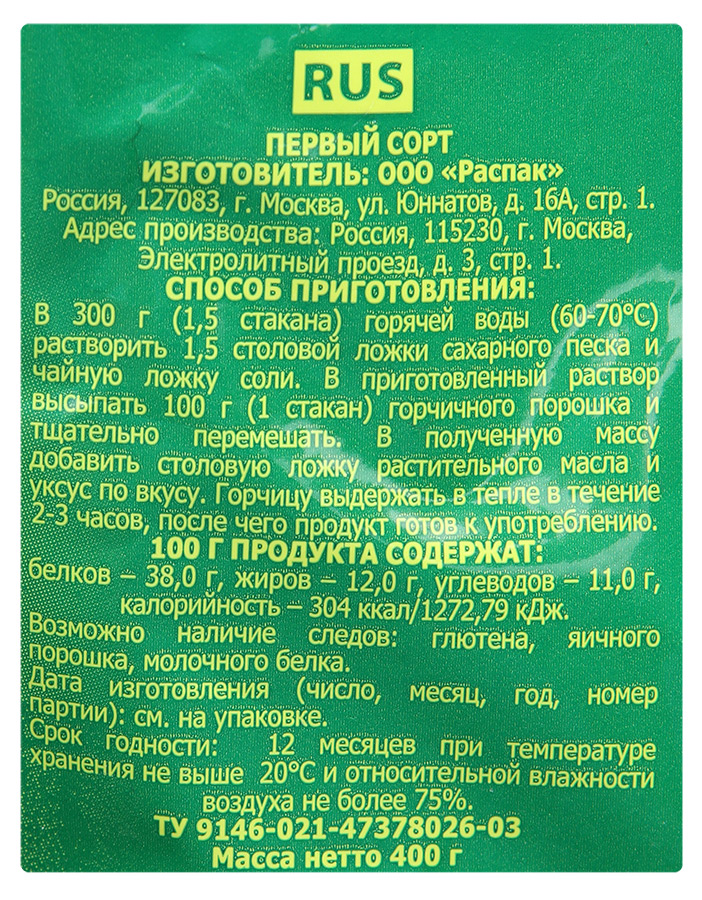 RUS
ПЕРВЫЙ СОРТ
ИЗГОТОВИТЕЛЬ: ООО «Распак»
Россия, 127083, г. Москва, ул. Юннатов, д. 16А, стр. 1.
Адрес производства: Россия, 115230, г. Москва,
Электролитный проезд, д. 3, стр. 1.
СПОСОБ ПРИГОТОВЛЕНИЯ:
В 300 г (1,5 стакана) горячей воды (60-70°C)
растворить 1,5 столовой ложки сахарного песка и
чайную ложку соли. В приготовленный раствор
высыпать 100 г (1 стакан) горчичного порошка и
тщательно перемешать. В полученную массу
добавить столовую ложку растительного масла и
уксус по вкусу. Горчицу выдержать в тепле в течение
2-3 часов, после чего продукт готов к употреблению.
100 Г ПРОДУКТА СОДЕРЖАТ:
белков – 38,0 г, жиров – 12,0 г, углеводов – 11,0 г,
калорийность – 304 ккал/1272,79 кДж.
Возможно наличие следов: глютена, яичного
порошка, молочного белка.
Дата изготовления (число, месяц, год, номер
партии): см. на упаковке.
Срок годности: 12 месяцев при температуре
хранения не выше 20°C и относительной влажности
воздуха не более 75%.
ТУ 9146-021-47378026-03
Масса нетто 400 г